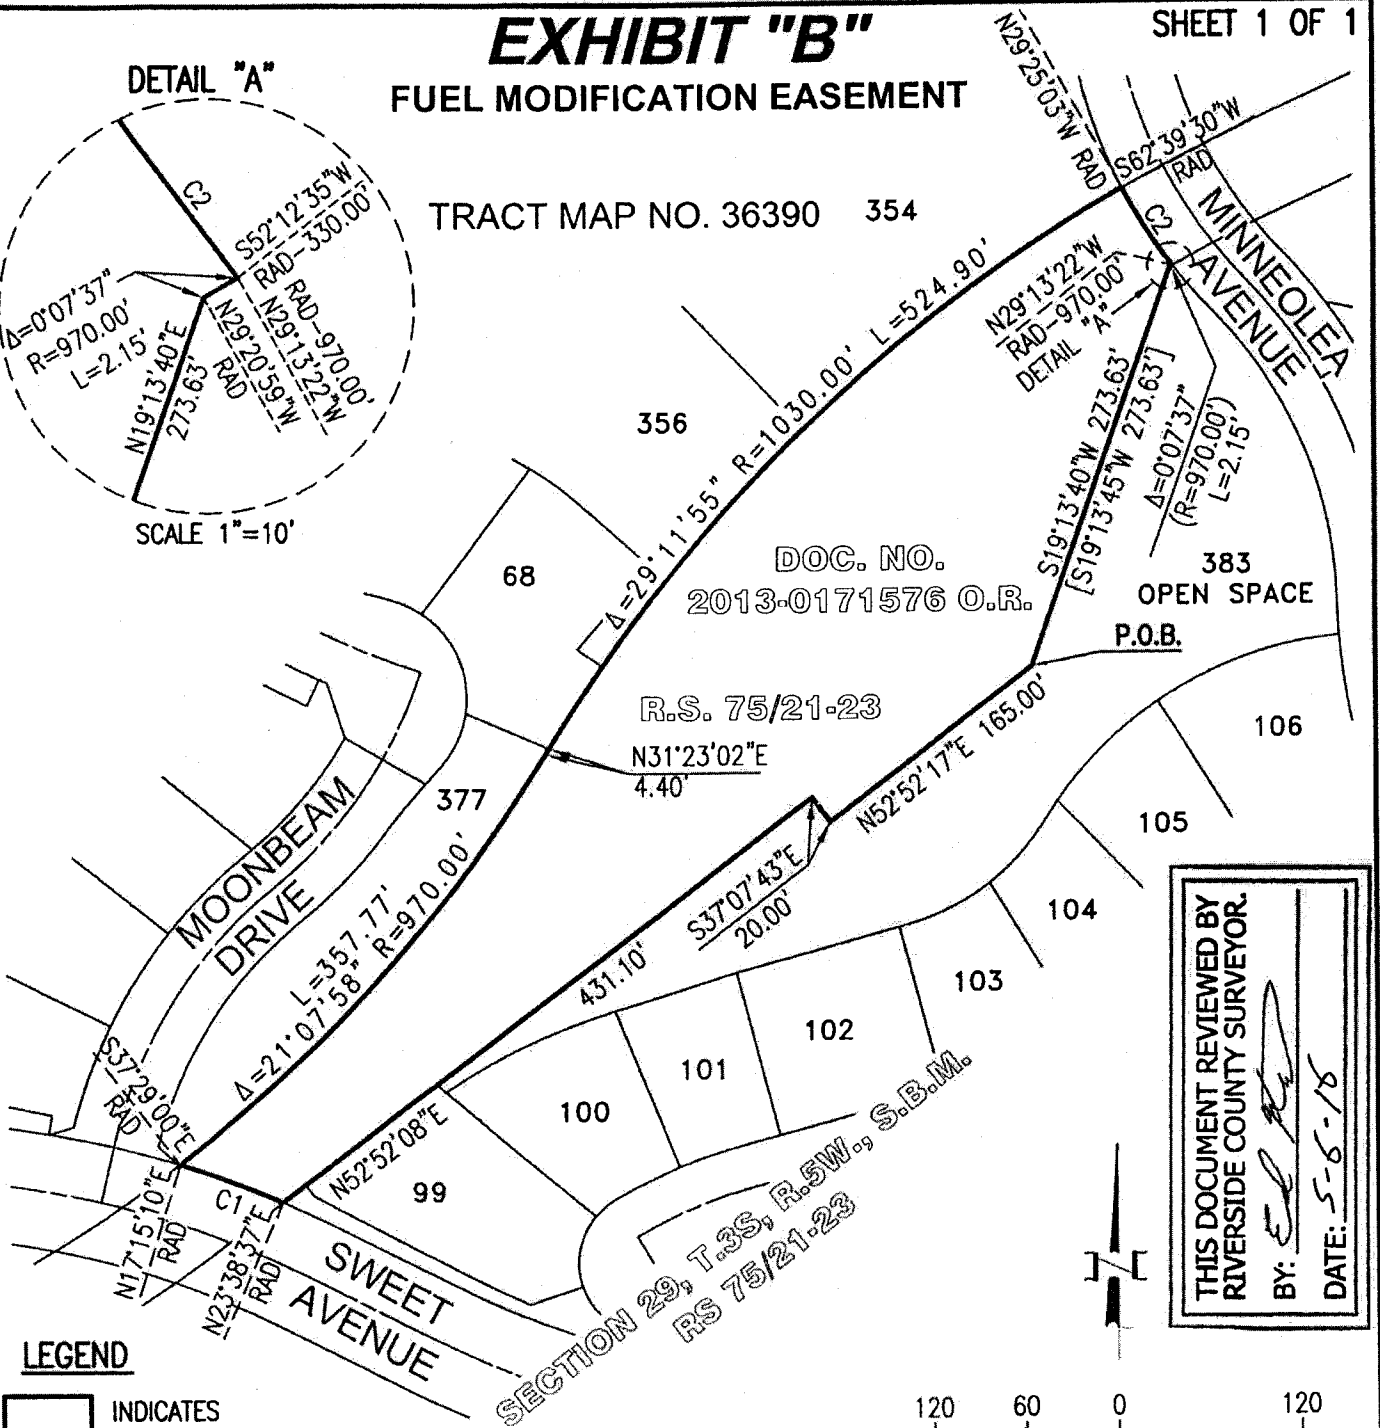 EXHIBIT "B"
SHEET 1 OF 1
FUEL MODIFICATION EASEMENT
DETAIL "A"
C2
S52°12'35"W
RAD-330.00'
RAD-970.00'
N29°13'22"W
N29°20'59"W
RAD
Δ=0°07'37"
R=970.00'
L=2.15'
N19°13'40"E
273.63'
SCALE 1"=10'
TRACT MAP NO. 36390
354
N29°25'03"W RAD
S62°39'30"W
RAD
C2
MINNEOLEA
AVENUE
N29°13'22"W
RAD-970.00'
DETAIL "A"
Δ=29°11'55" R=1030.00' L=524.90'
356
68
S19°13'40"W 273.63'
[S19°13'45"W 273.63']
Δ=0°07'37"
(R=970.00')
L=2.15'
DOC. NO.
2013-0171576 O.R.
383
OPEN SPACE
P.O.B.
R.S. 75/21-23
N31°23'02"E
4.40'
N52°52'17"E 165.00'
106
377
105
MOONBEAM
DRIVE
L=357.77'
Δ=21°07'58" R=970.00'
S37°07'43"E
20.00'
104
431.10'
103
102
101
100
99
N52°52'08"E
S37°29'00"E
RAD
C1
N17°15'10"E
RAD
N23°38'37"E
RAD
SWEET
AVENUE
SECTION 29, T.3S, R.5W., S.B.M.
RS 75/21-23
THIS DOCUMENT REVIEWED BY
RIVERSIDE COUNTY SURVEYOR.
BY:
DATE: 5-6-16
LEGEND
INDICATES
120 60 0 120